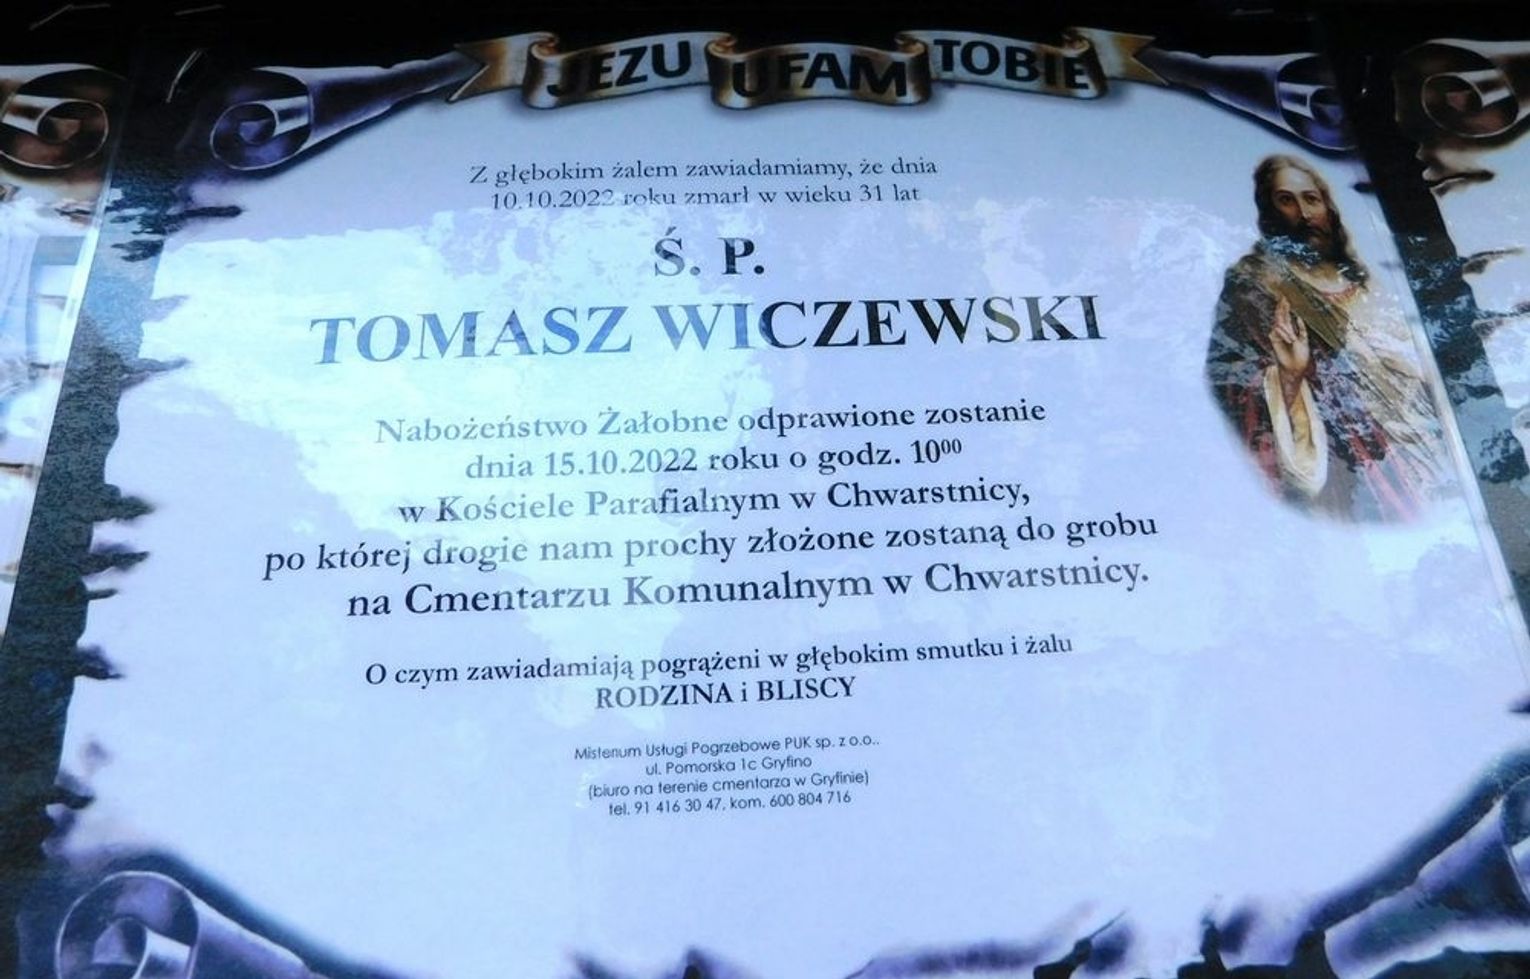 JEZU UFAM TOBIE
Z głębokim żalem zawiadamiamy, że dnia
10.10.2022 roku zmarł w wieku 31 lat
Ś. P.
TOMASZ WICZEWSKI
Nabożeństwo Żałobne odprawione zostanie
dnia 15.10.2022 roku o godz. 10⁰⁰
w Kościele Parafialnym w Chwarstnicy,
po której drogie nam prochy złożone zostaną do grobu
na Cmentarzu Komunalnym w Chwarstnicy.
O czym zawiadamiają pogrążeni w głębokim smutku i żalu
RODZINA i BLISCY
Misterium Usługi Pogrzebowe PUK sp. z o.o..
ul. Pomorska 1c Gryfino
(biuro na terenie cmentarza w Gryfinie)
tel. 91 416 30 47, kom. 600 804 716